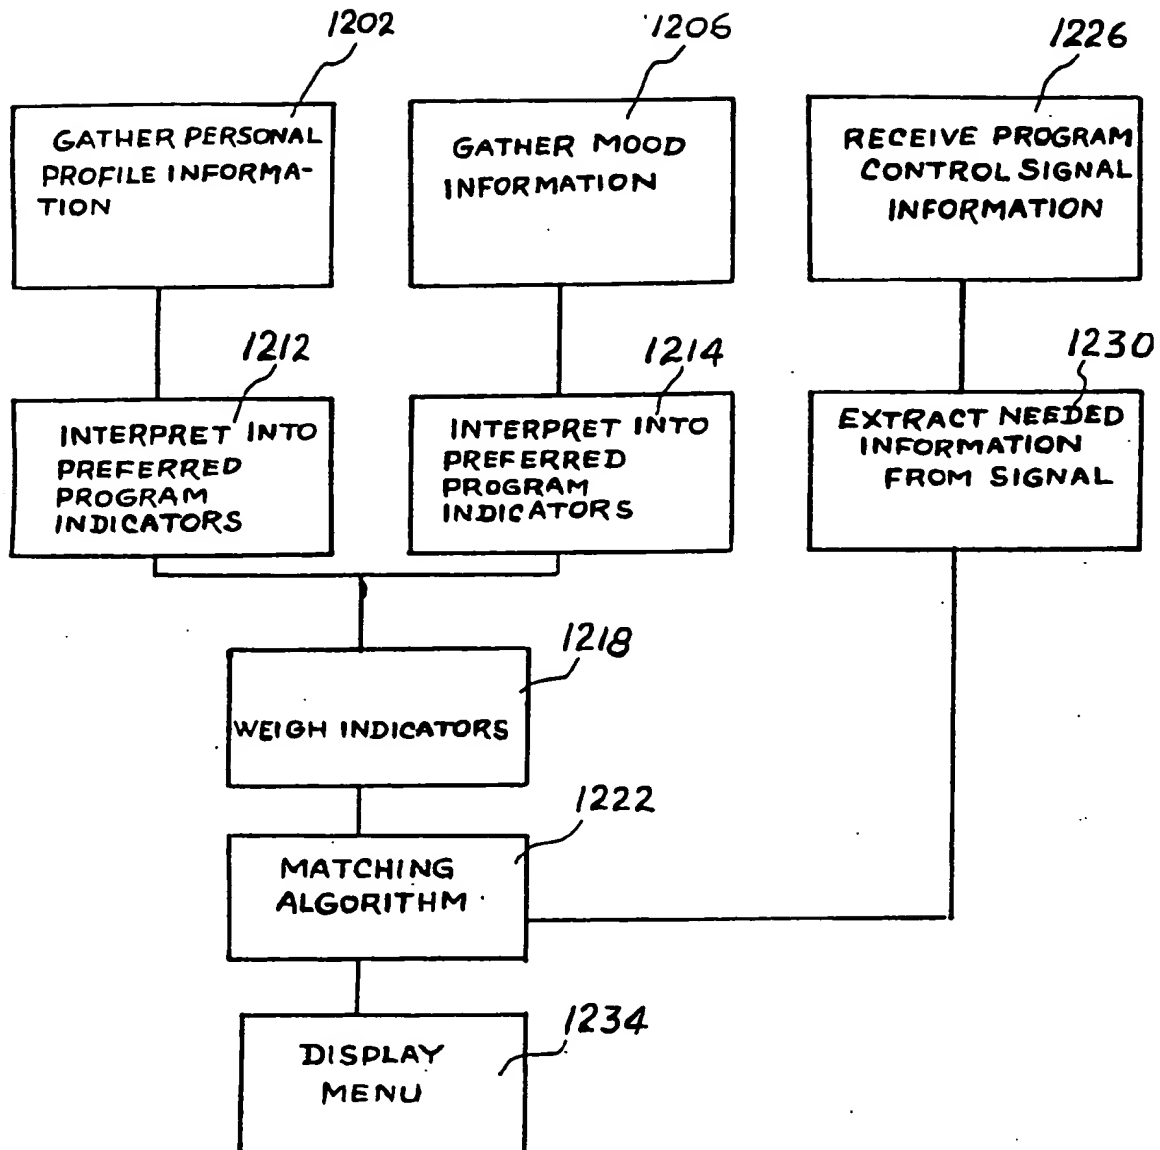 1202
GATHER PERSONAL
PROFILE INFORMA-
TION
1206
GATHER MOOD
INFORMATION
1226
RECEIVE PROGRAM
CONTROL SIGNAL
INFORMATION
1212
INTERPRET INTO
PREFERRED
PROGRAM
INDICATORS
1214
INTERPRET INTO
PREFERRED
PROGRAM
INDICATORS
1230
EXTRACT NEEDED
INFORMATION
FROM SIGNAL
1218
WEIGH INDICATORS
1222
MATCHING
ALGORITHM
1234
DISPLAY
MENU